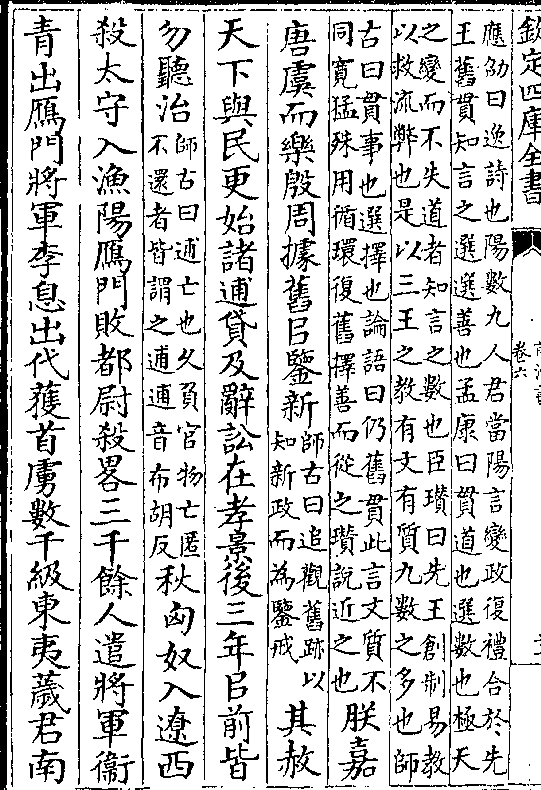 欽定四庫全書
卷六
應劭曰逸詩也陽數九人君當陽言變政復禮合於先
王舊貫知言之選選善也孟康曰貫道也選數也極天
之變而不失道者知言之數也臣瓚曰先王創制易教
以救流弊也是以三王之教有文有質九數之多也師
古曰貫事也選擇也論語曰仍舊貫此言文質不
同寬猛殊用循環復舊擇善而從之瓚說近之也朕嘉
唐虞而樂殷周據舊㠯鑒新師古曰追觀舊跡以知新政而為鑒戒其赦
天下與民更始諸逋貸及辭訟在孝景後三年㠯前皆
勿聽治師古曰逋亡也久負官物亡匿不還者皆謂之逋逋音布胡反秋匈奴入遼西
殺太守入漁陽鴈門敗都尉殺畧三千餘人遣將軍衞
青出鴈門將軍李息出代獲首虜數千級東夷薉君南